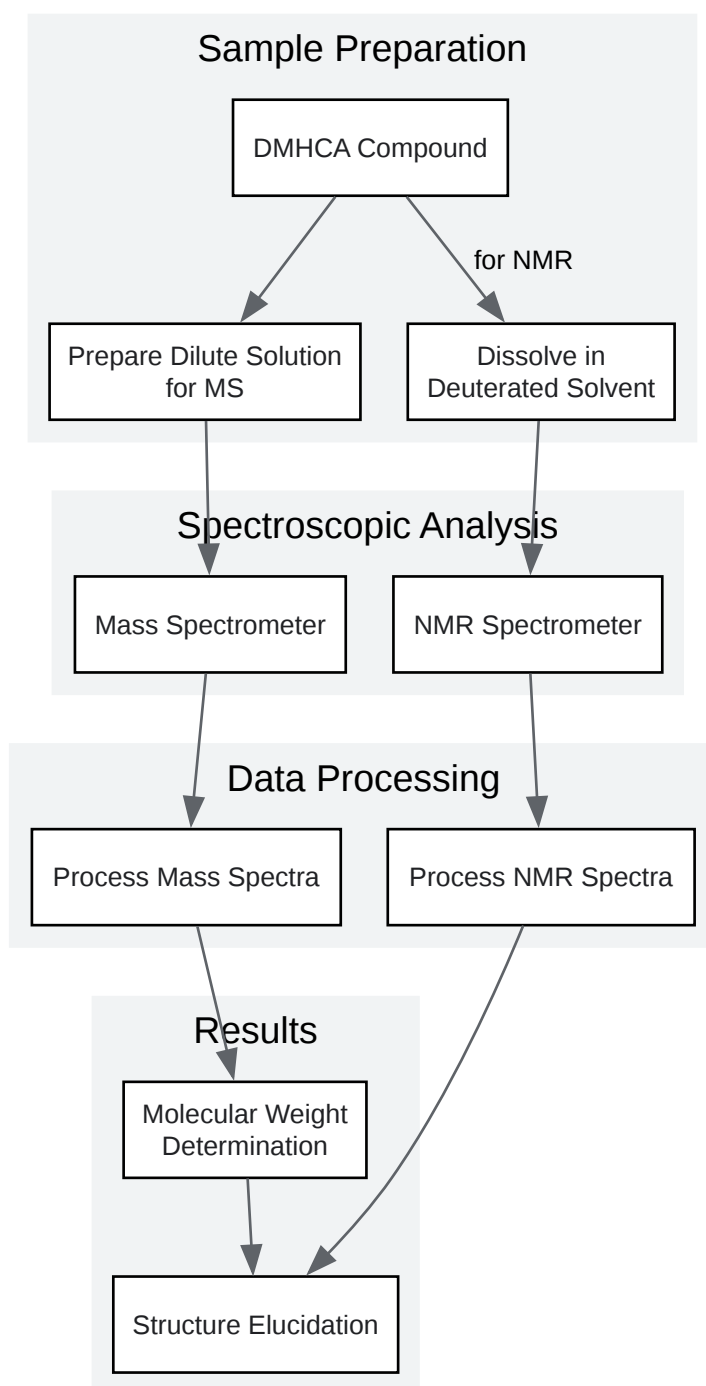 Sample Preparation
DMHCA Compound
for NMR
Prepare Dilute Solution
for MS
Dissolve in
Deuterated Solvent
Spectroscopic Analysis
Mass Spectrometer
NMR Spectrometer
Data Processing
Process Mass Spectra
Process NMR Spectra
Results
Molecular Weight
Determination
Structure Elucidation